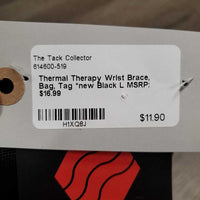 The Tack Collector
614600-519
Thermal Therapy Wrist Brace,
Bag, Tag *new Black L MSRP:
$16.99
H1XQ8J
$11.90